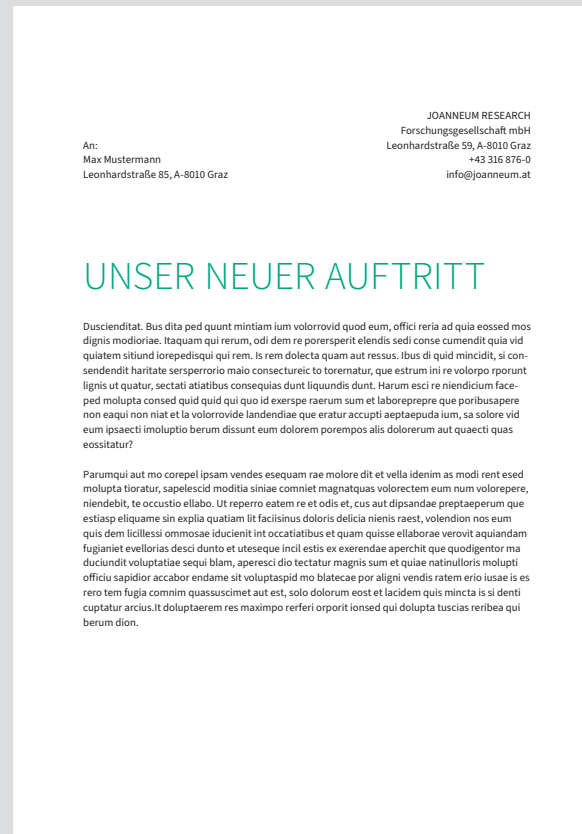 JOANNEUM RESEARCH
Forschungsgesellschaft mbH
Leonhardstraße 59, A-8010 Graz
+43 316 876-0
info@joanneum.at
An:
Max Mustermann
Leonhardstraße 85, A-8010 Graz
UNSER NEUER AUFTRITT
Duscienditat. Bus dita ped quunt mintiam ium volorrovid quod eum, offici reria ad quia eossed mos
dignis modioriae. Itaquam qui rerum, odi dem re porersperit elendis sedi conse cumendit quia vid
quiatem sitiund iorepedisqui qui rem. Is rem dolecta quam aut ressus. Ibus di quid mincidit, si con-
sendendit haritate sersperrorio maio consectureic to torernatur, que estrum ini re volorpo rporunt
lignis ut quatur, sectati atiatibus consequias dunt liquundis dunt. Harum esci re niendicium face-
ped molupta consed quid quid qui quo id exerspe raerum sum et laboreprepre que poribusapere
non eaqui non niat et la volorrovide landendiae que eratur accupti aeptaepuda ium, sa solore vid
eum ipsaecti imoluptio berum dissunt eum dolorem porempos alis dolorerum aut quaecti quas
eossitatur?
Parumqui aut mo corepel ipsam vendes esequam rae molore dit et vella idenim as modi rent esed
molupta tioratur, sapelescid moditia siniae comniet magnatquas volorectem eum num volorepere,
niendebit, te occustio ellabo. Ut reperro eatem re et odis et, cus aut dipsandae preptaeperum que
estiasp eliquame sin explia quatiam lit faciisinus doloris delicia nienis raest, volendion nos eum
quis dem licillessi ommosae iducienit int occatiatibus et quam quisse ellaborae verovit aquiandam
fugianiet evellorias desci dunto et uteseque incil estis ex exerendae aperchit que quodigentor ma
duciundit voluptatiae sequi blam, aperesci dio tectatur magnis sum et quiae natinulloris molupti
officiu sapidior accabor endame sit voluptaspid mo blatecae por aligni vendis ratem erio iusae is es
rero tem fugia comnim quassuscimet aut est, solo dolorum eost et lacidem quis mincta is si denti
cuptatur arcius.It doluptaerem res maximpo rerferi orporit ionsed qui dolupta tuscias reribea qui
berum dion.